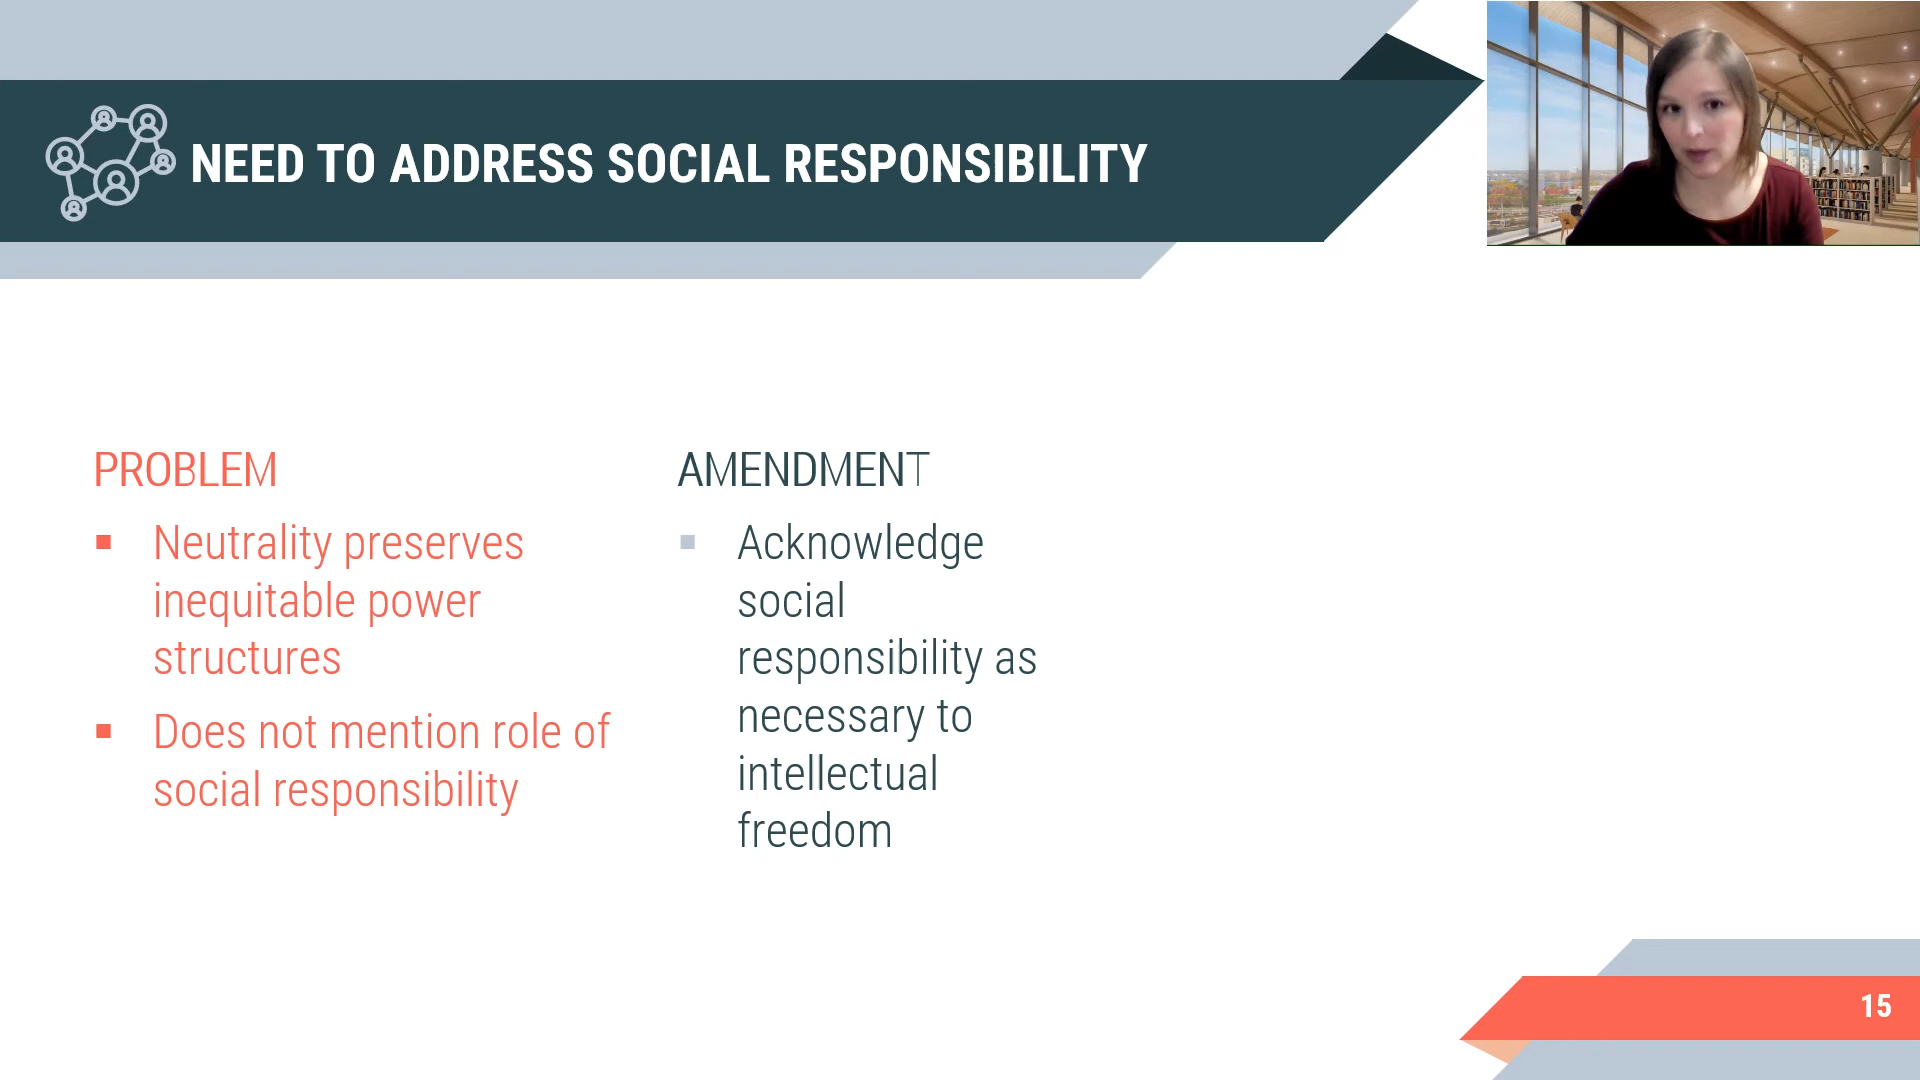 NEED TO ADDRESS SOCIAL RESPONSIBILITY
PROBLEM
▪ Neutrality preserves
inequitable power
structures
▪ Does not mention role of
social responsibility
AMENDMENT
▪ Acknowledge
social
responsibility as
necessary to
intellectual
freedom
15